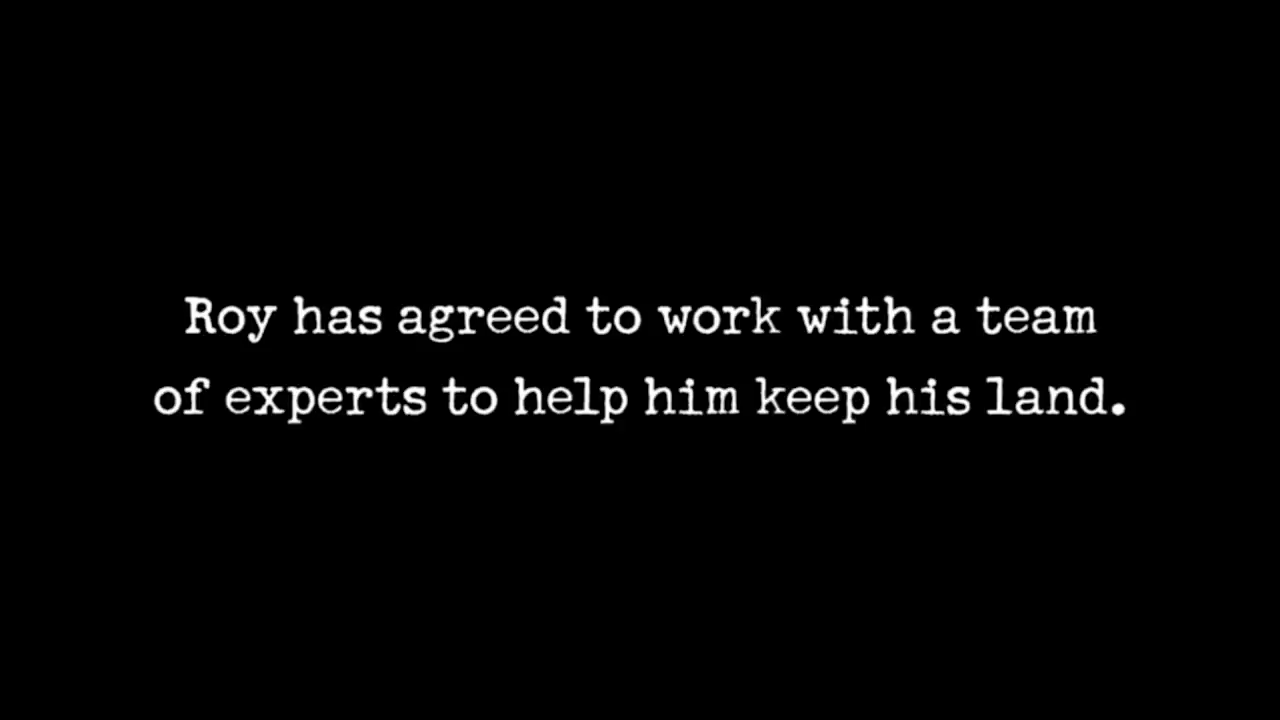 Roy has agreed to work with a team
of experts to help him keep his land.